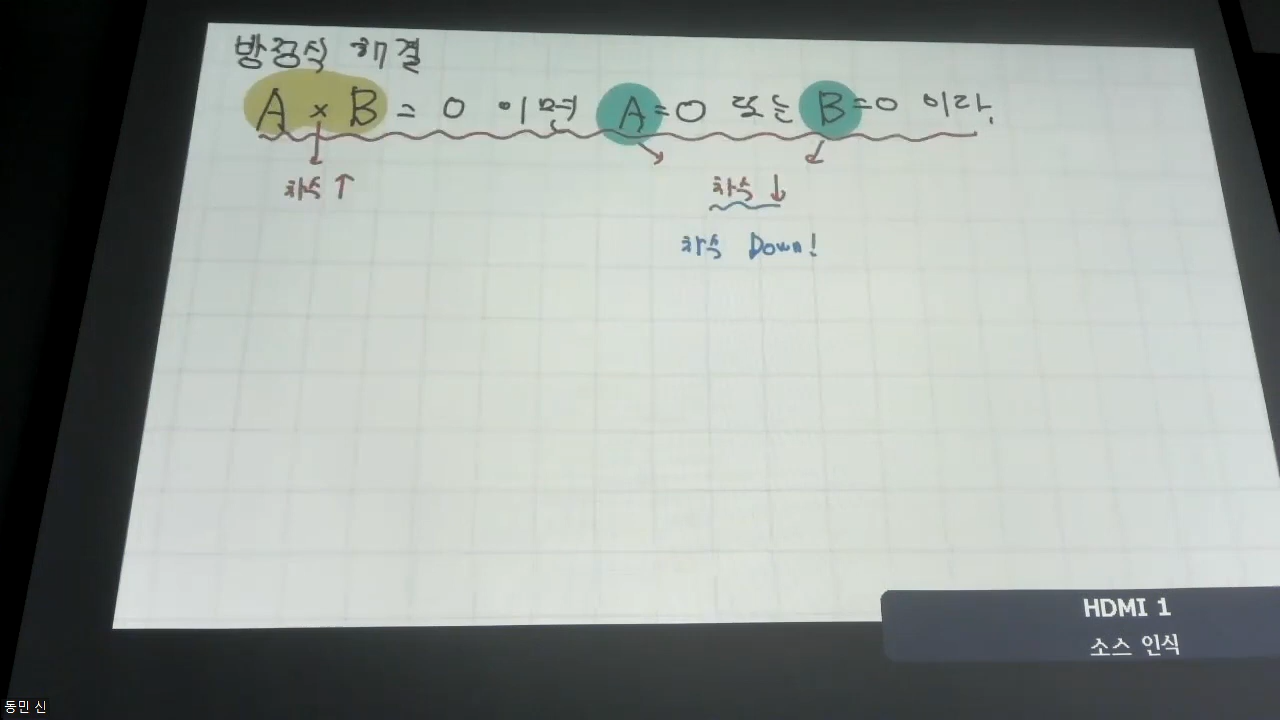 방정식 해결
A × B = 0 이면 A=0 또는 B=0 이다.
차수 ↑
차수 ↓
차수 Down!
HDMI 1
소스 인식
동민 신